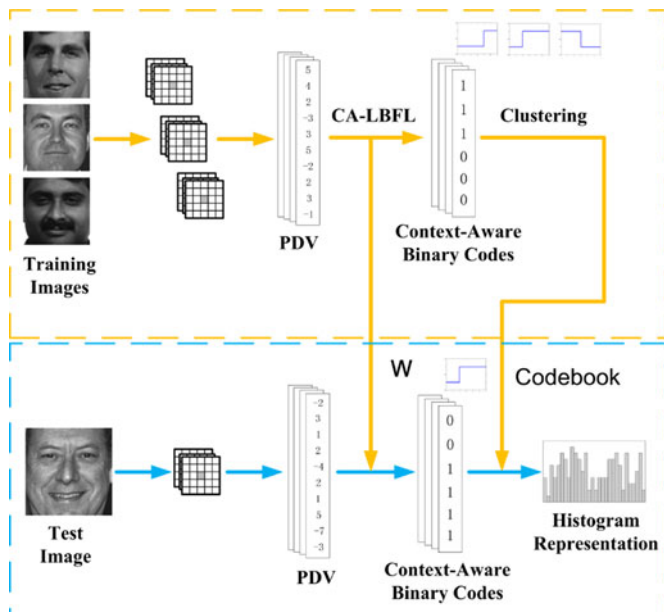 5
4
2
-3
3
5
-2
2
3
-1
CA-LBFL
1
1
1
0
0
0
Clustering
Training
Images
PDV
Context-Aware
Binary Codes
W
Codebook
-2
3
1
2
-4
2
1
5
-7
-3
0
0
1
1
1
1
Test
Image
PDV
Context-Aware
Binary Codes
Histogram
Representation